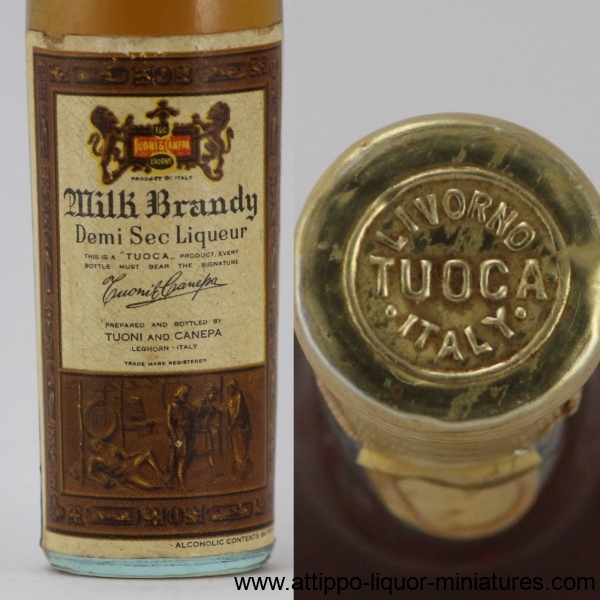 T&C
TUONI & CANEPA
LIVORNO
PRODUCT OF ITALY
Milk Brandy
Demi Sec Liqueur
THIS IS A "TUOCA" PRODUCT. EVERY
BOTTLE MUST BEAR THE SIGNATURE
Tuoni & Canepa
PREPARED AND BOTTLED BY
TUONI AND CANEPA
LEGHORN - ITALY
TRADE MARK REGISTERED
- ALCOHOLIC CONTENTS
LIVORNO
TUOCA
· ITALY ·
www.attippo-liquor-miniatures.com